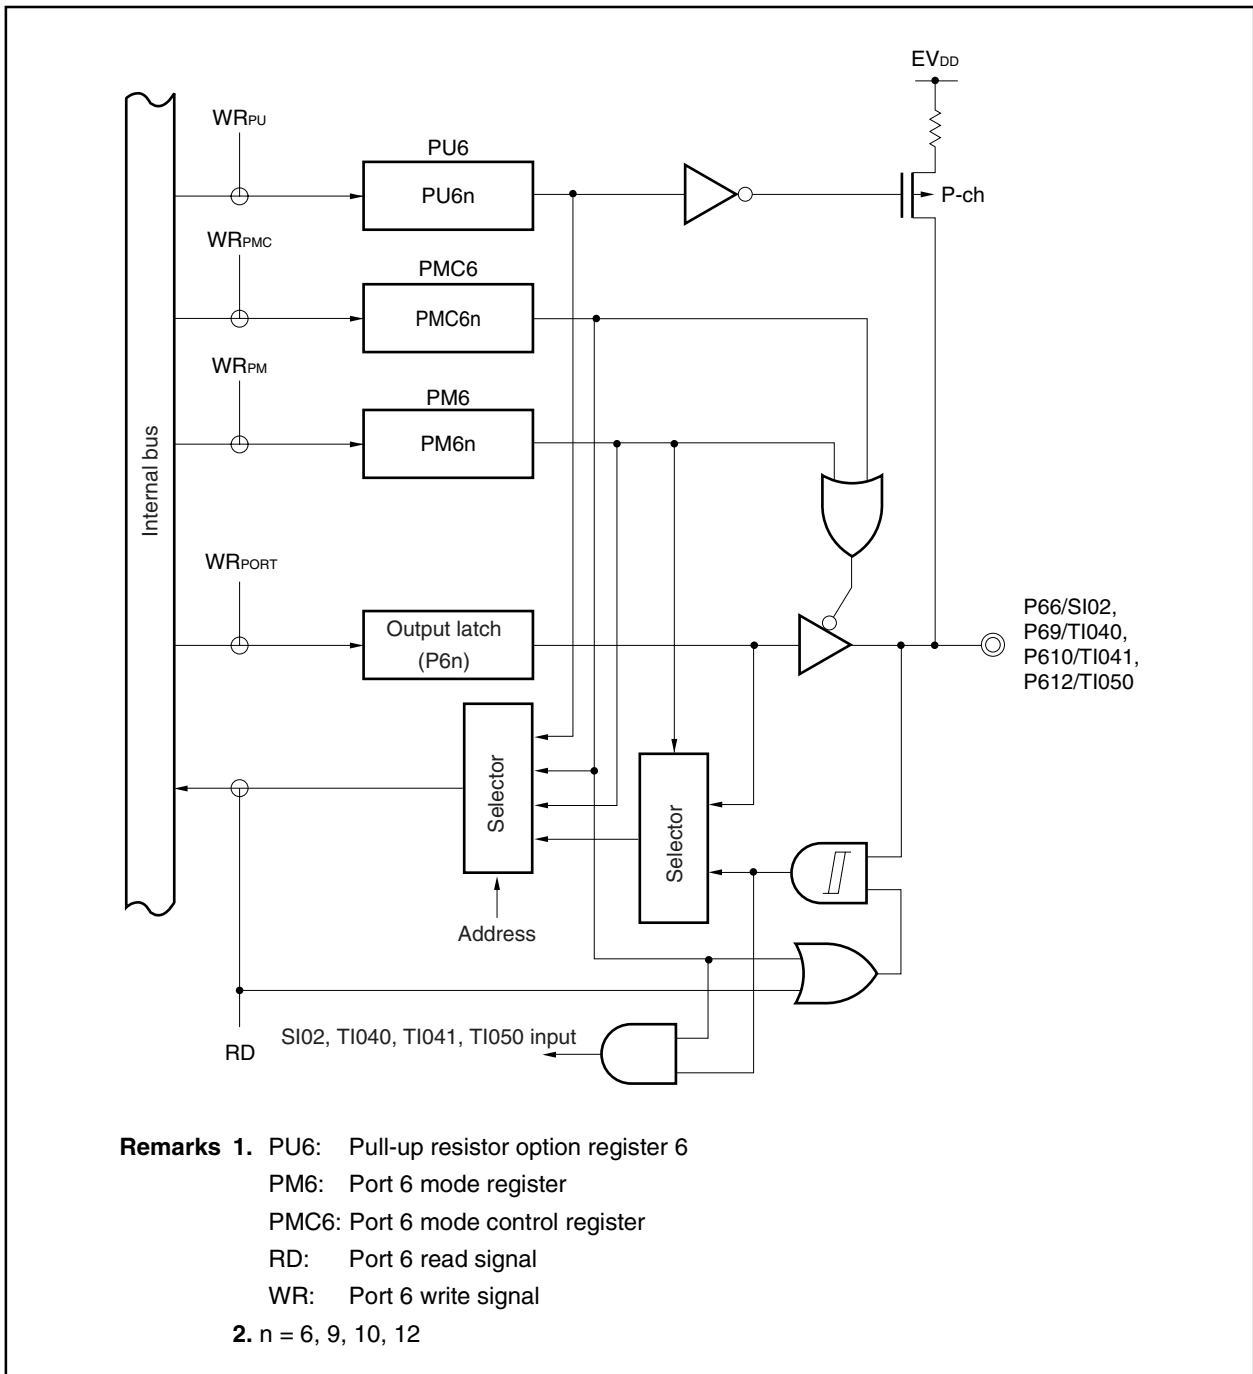 EVDD
WRPU
PU6
PU6n
P-ch
WRPMC
PMC6
PMC6n
WRPM
PM6
PM6n
Internal bus
WRPORT
Output latch
(P6n)
P66/SI02,
P69/TI040,
P610/TI041,
P612/TI050
Selector
Selector
Address
SI02, TI040, TI041, TI050 input
RD
Remarks 1. PU6: Pull-up resistor option register 6
PM6: Port 6 mode register
PMC6: Port 6 mode control register
RD: Port 6 read signal
WR: Port 6 write signal
2. n = 6, 9, 10, 12